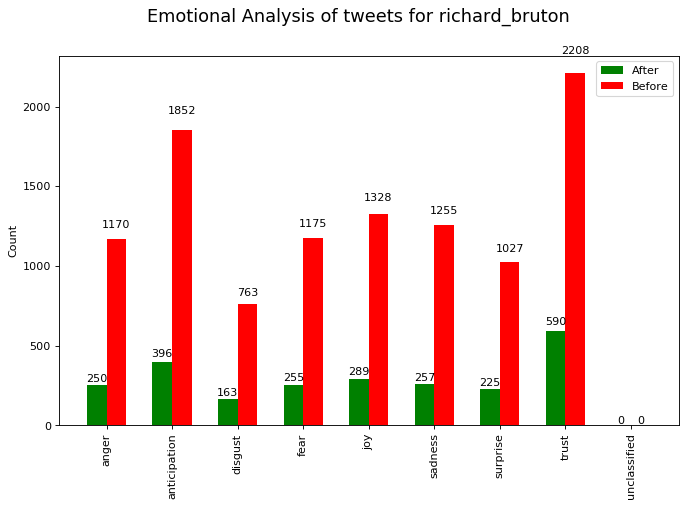 Emotional Analysis of tweets for richard_bruton
2208
After
Before
2000
1852
1500
1328
1255
1170
1175
1027
1000
Count
763
590
500
396
250
163
255
289
257
225
0
0 0
anger
anticipation
disgust
fear
joy
sadness
surprise
trust
unclassified